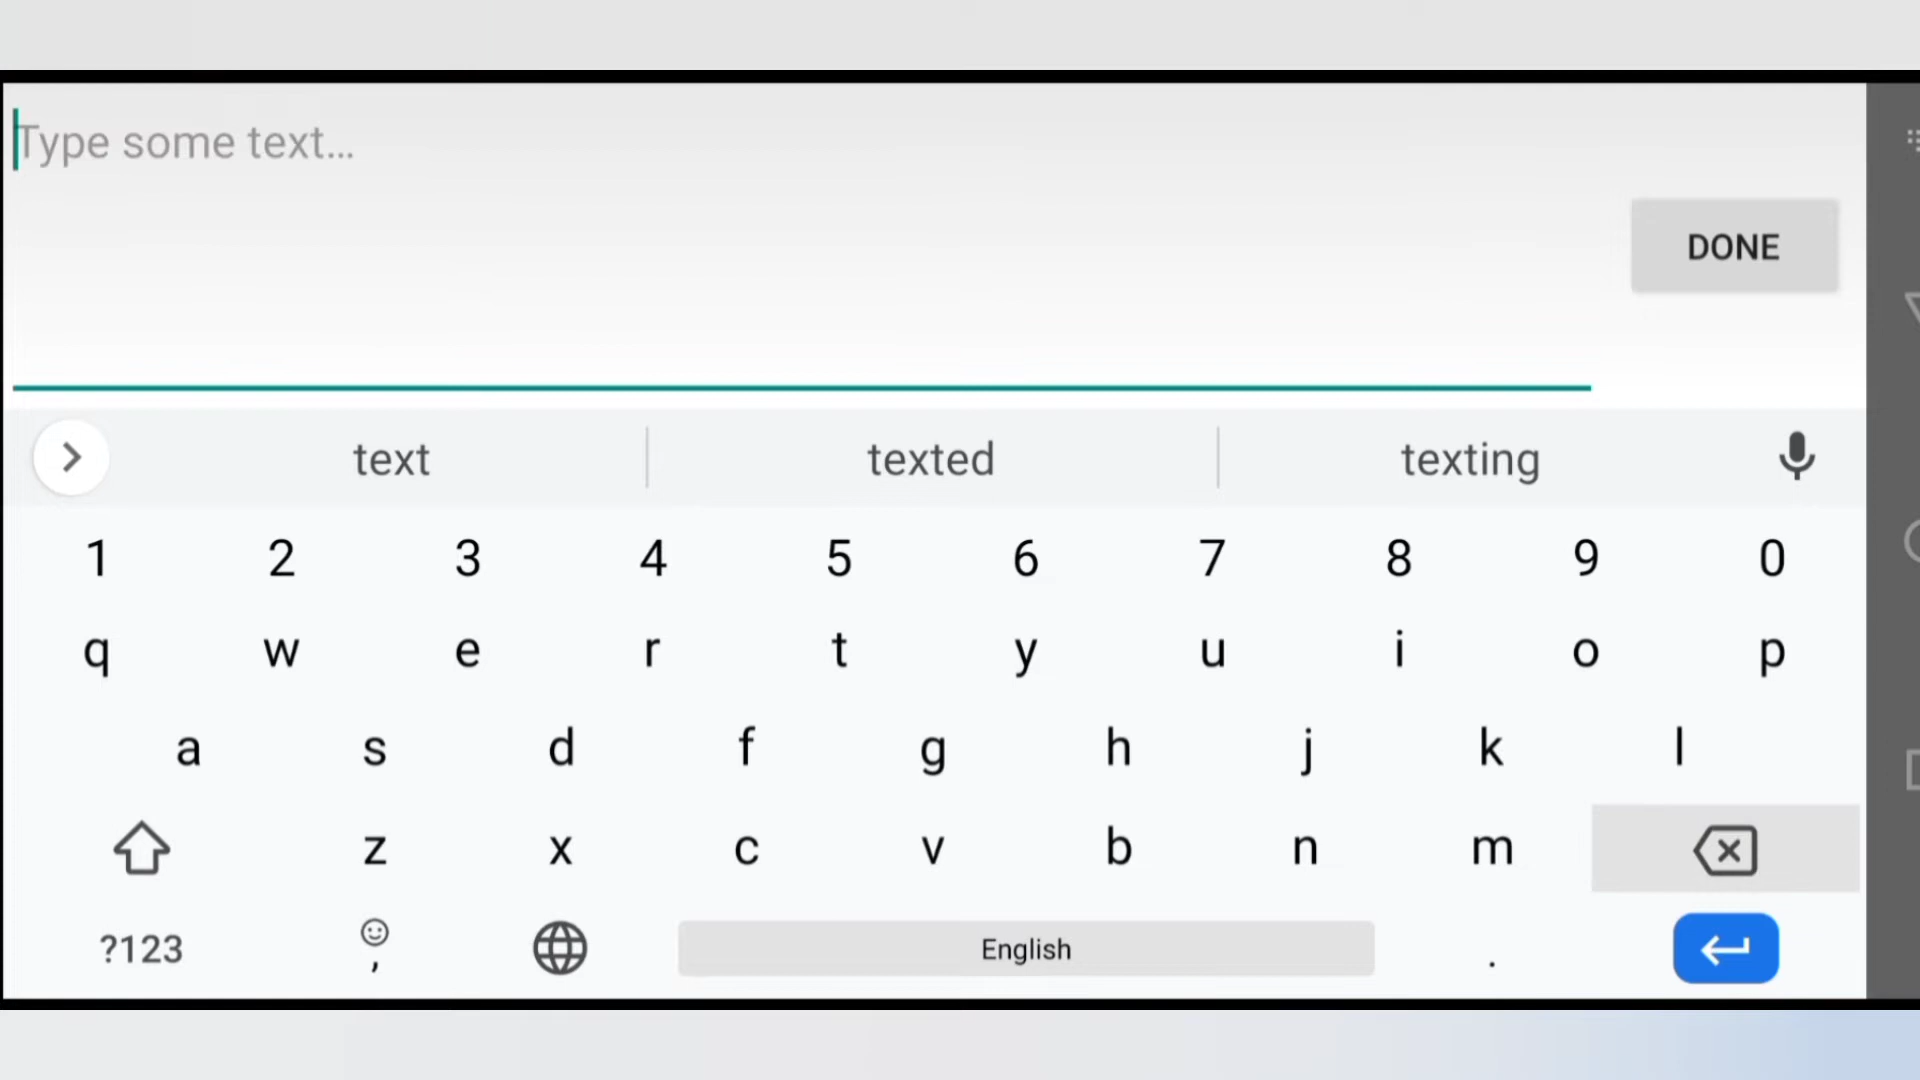 Type some text...
DONE
text texted texting
1 2 3 4 5 6 7 8 9 0
q w e r t y u i o p
a s d f g h j k l
z x c v b n m
?123 , English .